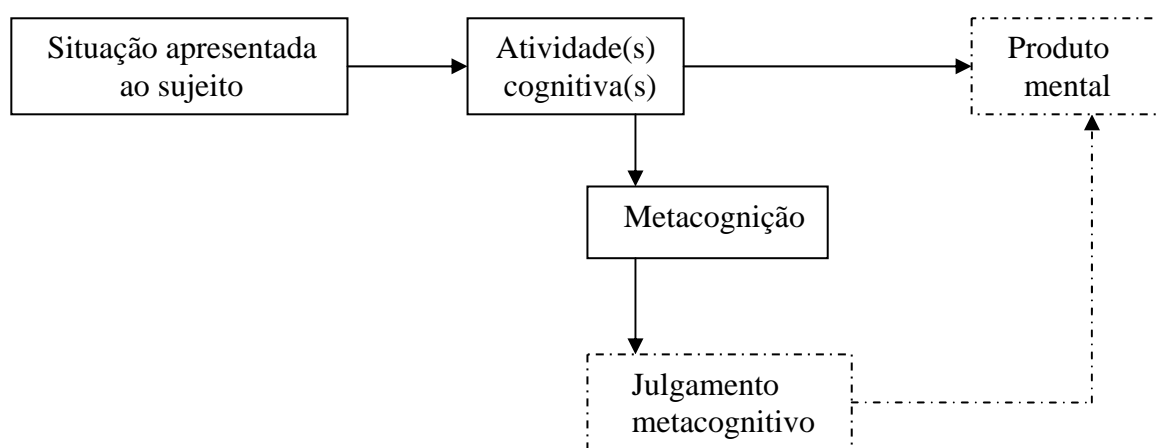 Situação apresentada
ao sujeito
Atividade(s)
cognitiva(s)
Produto
mental
Metacognição
Julgamento
metacognitivo